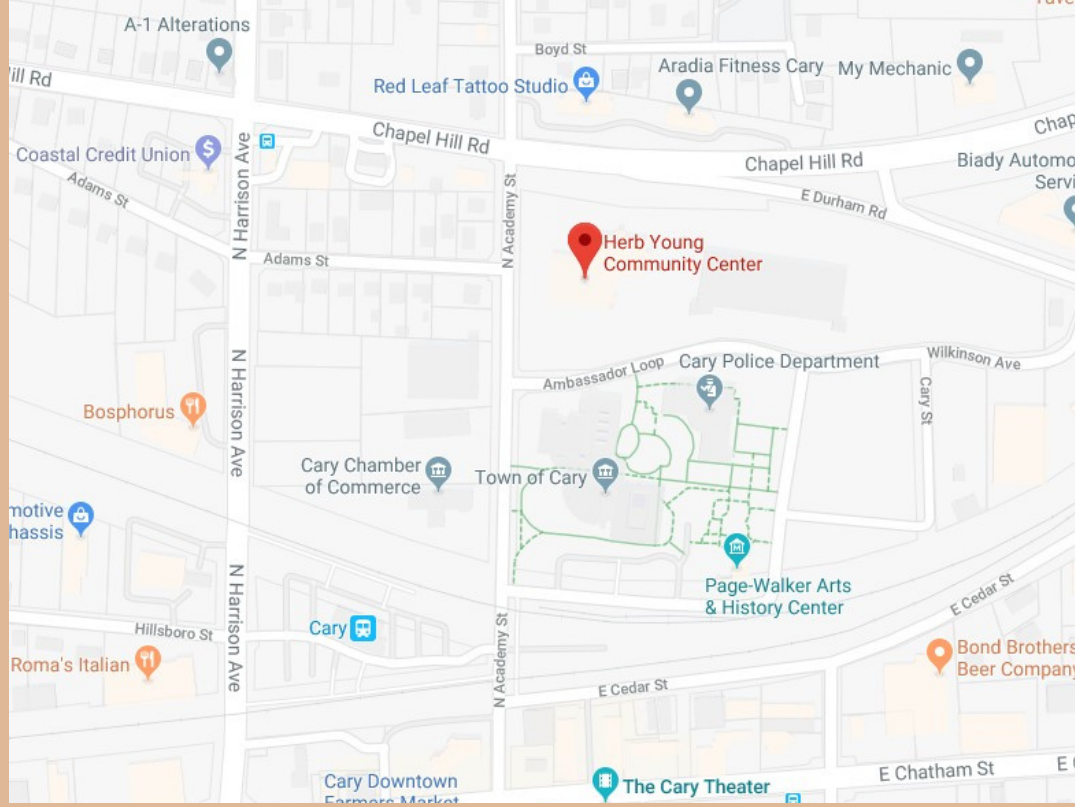 A-1 Alterations
Boyd St
Red Leaf Tattoo Studio
Aradia Fitness Cary
My Mechanic
ill Rd
Chapel Hill Rd
Chap
Chapel Hill Rd
Coastal Credit Union
Adams St
N Harrison Ave
N Academy St
Biady Automo
Servi
E Durham Rd
Herb Young
Community Center
Adams St
Ambassador Loop
Cary Police Department
Wilkinson Ave
Cary St
N Harrison Ave
Bosphorus
Cary Chamber
of Commerce
Town of Cary
motive
hassis
N Harrison Ave
Page-Walker Arts
& History Center
E Cedar St
Hillsboro St
Cary
N Academy St
Roma's Italian
Bond Brothers
Beer Company
E Cedar St
Cary Downtown
Farmers Market
The Cary Theater
E Chatham St
E